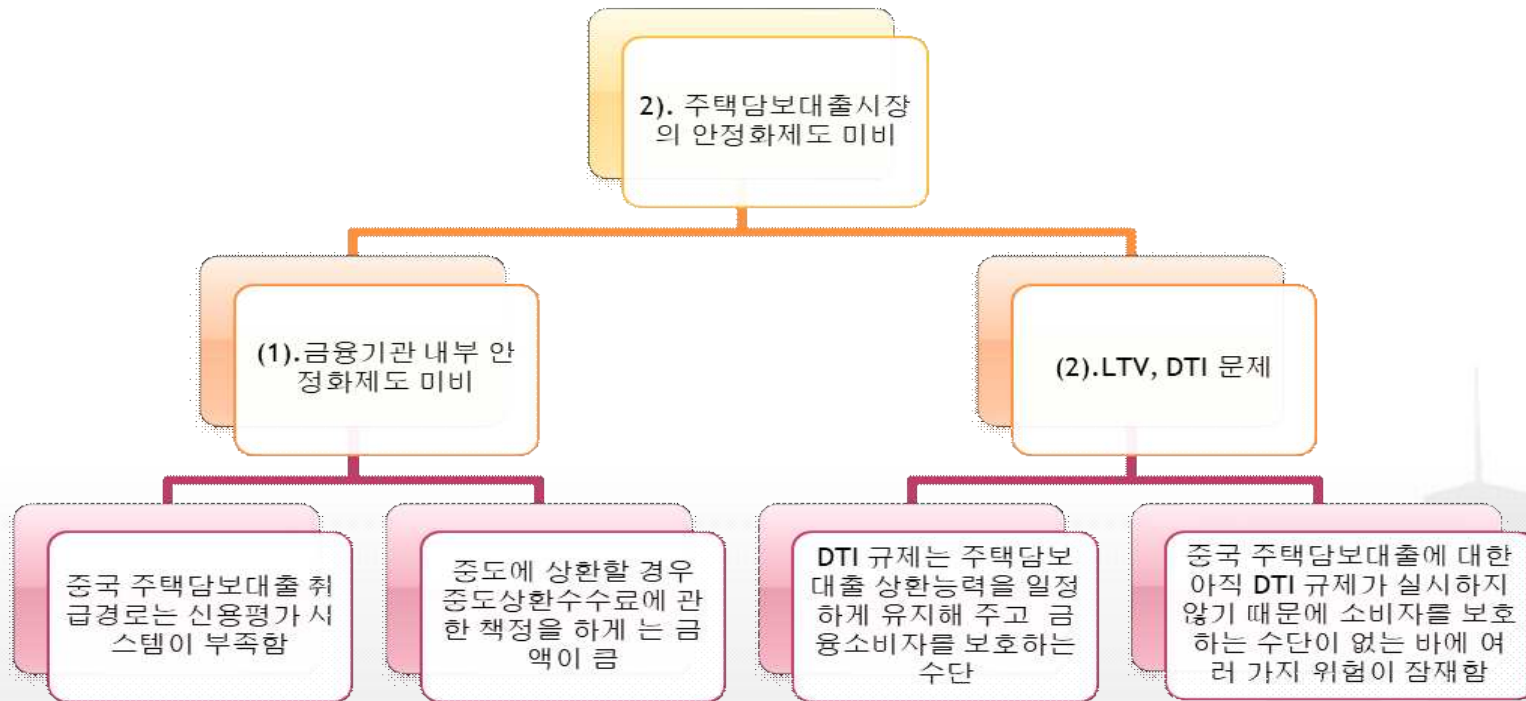 2). 주택담보대출시장
의 안정화제도 미비
(1).금융기관 내부 안
정화제도 미비
(2).LTV, DTI 문제
중국 주택담보대출 취
급경로는 신용평가 시
스템이 부족함
중도에 상환할 경우
중도상환수수료에 관
한 책정을 하게 는 금
액이 큼
DTI 규제는 주택담보
대출 상환능력을 일정
하게 유지해 주고 금
융소비자를 보호하는
수단
중국 주택담보대출에 대한
아직 DTI 규제가 실시하지
않기 때문에 소비자를 보호
하는 수단이 없는 바에 여
러 가지 위험이 잠재함